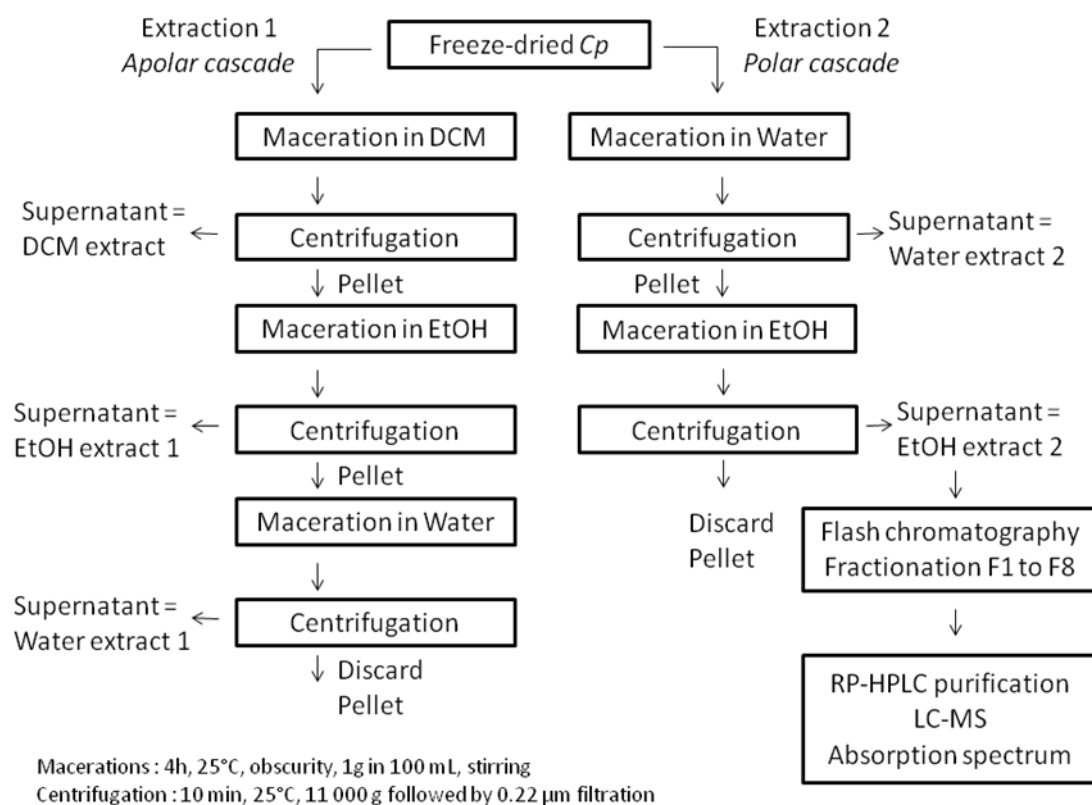 Extraction 1
Apolar cascade
Freeze-dried Cp
Extraction 2
Polar cascade
Maceration in DCM
Maceration in Water
Supernatant =
DCM extract
Centrifugation
Centrifugation
Supernatant =
Water extract 2
Pellet
Pellet
Maceration in EtOH
Maceration in EtOH
Supernatant =
EtOH extract 1
Centrifugation
Centrifugation
Supernatant =
EtOH extract 2
Pellet
Maceration in Water
Discard
Pellet
Flash chromatography
Fractionation F1 to F8
Supernatant =
Water extract 1
Centrifugation
Discard
Pellet
RP-HPLC purification
LC-MS
Absorption spectrum
Macerations : 4h, 25°C, obscurity, 1g in 100 mL, stirring
Centrifugation : 10 min, 25°C, 11 000 g followed by 0.22 µm filtration